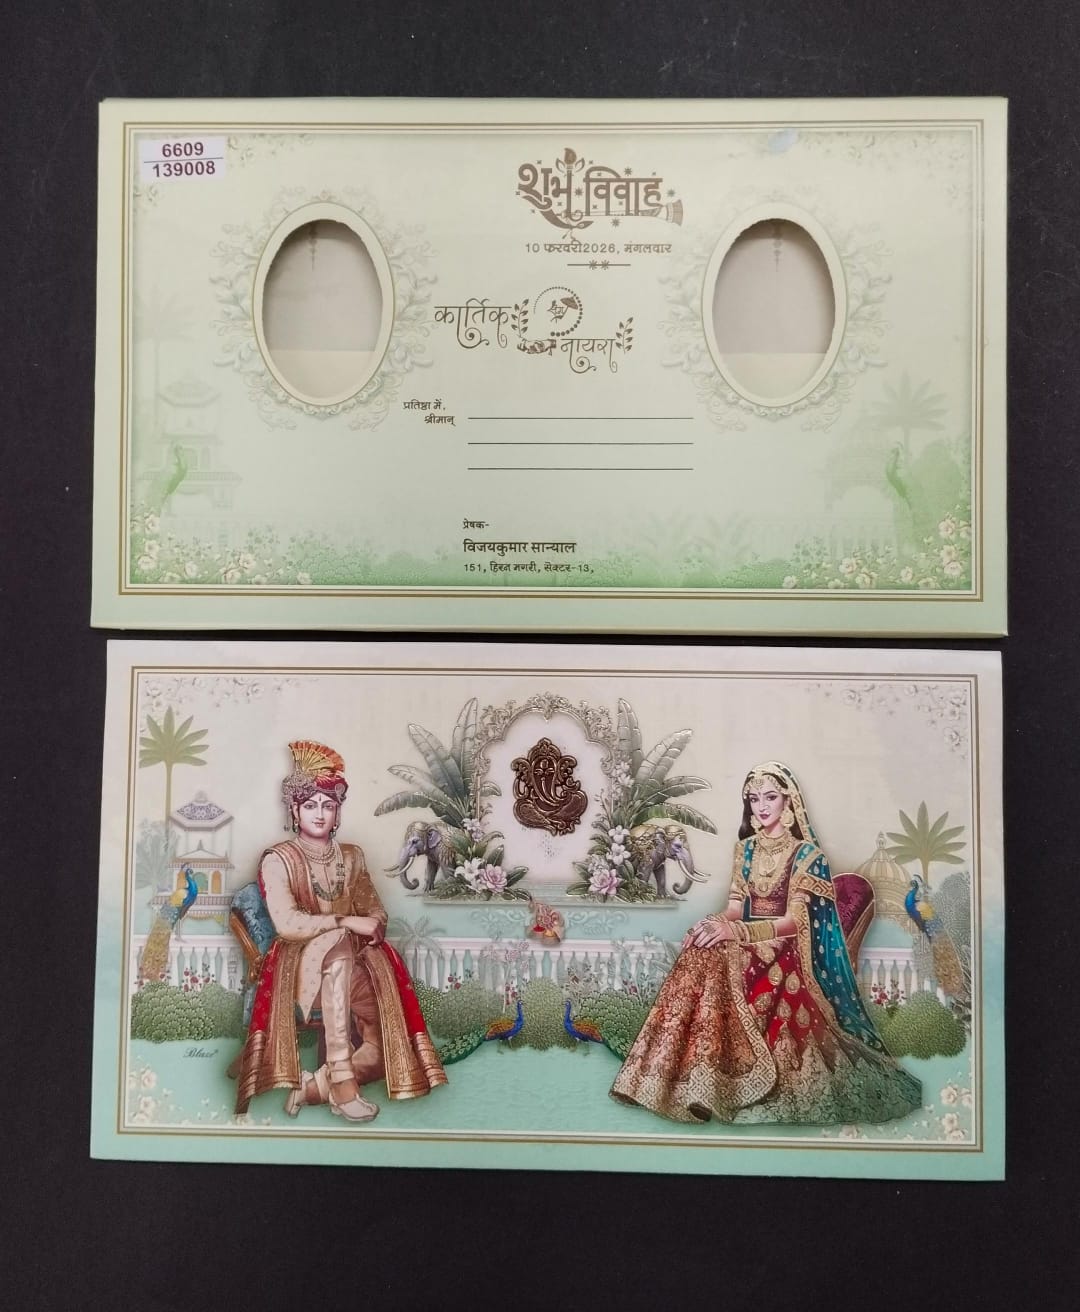 6609
139008
शुभ विवाह
10 फरवरी2026, मंगलवार
कार्तिक
नायरा
प्रतिष्ठा में,
श्रीमान्
प्रेषक-
विजयकुमार सान्याल
151, हिरन मगरी, सेक्टर-13,